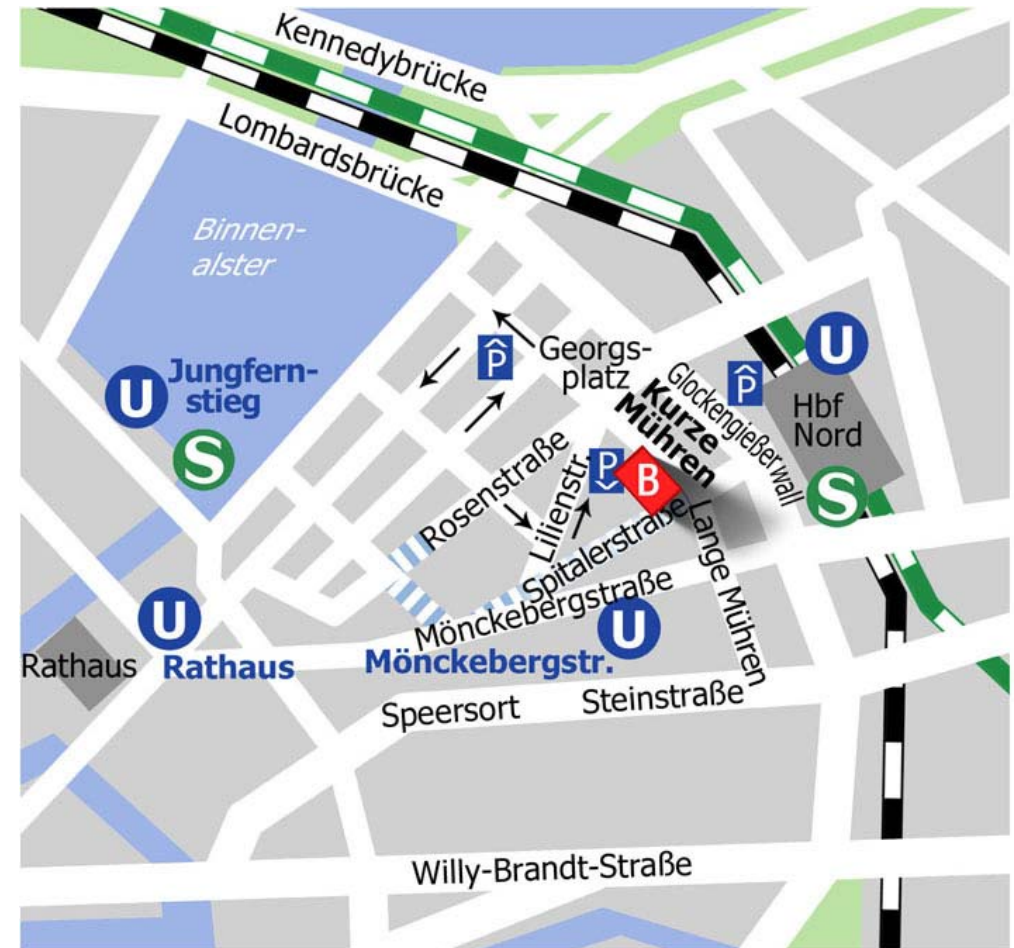 Kennedybrücke
Lombardsbrücke
Binnen-
alster
U
Jungfern-
stieg
S
P
Georgs-
platz
Kurze
Mühren
Glockengießerwall
P
U
Hbf
Nord
S
Rosenstraße
Lilienstr.
P
B
Spitalerstraße
Lange Mühren
Mönckebergstraße
U
Mönckebergstr.
U
Rathaus
Rathaus
Speersort
Steinstraße
Willy-Brandt-Straße